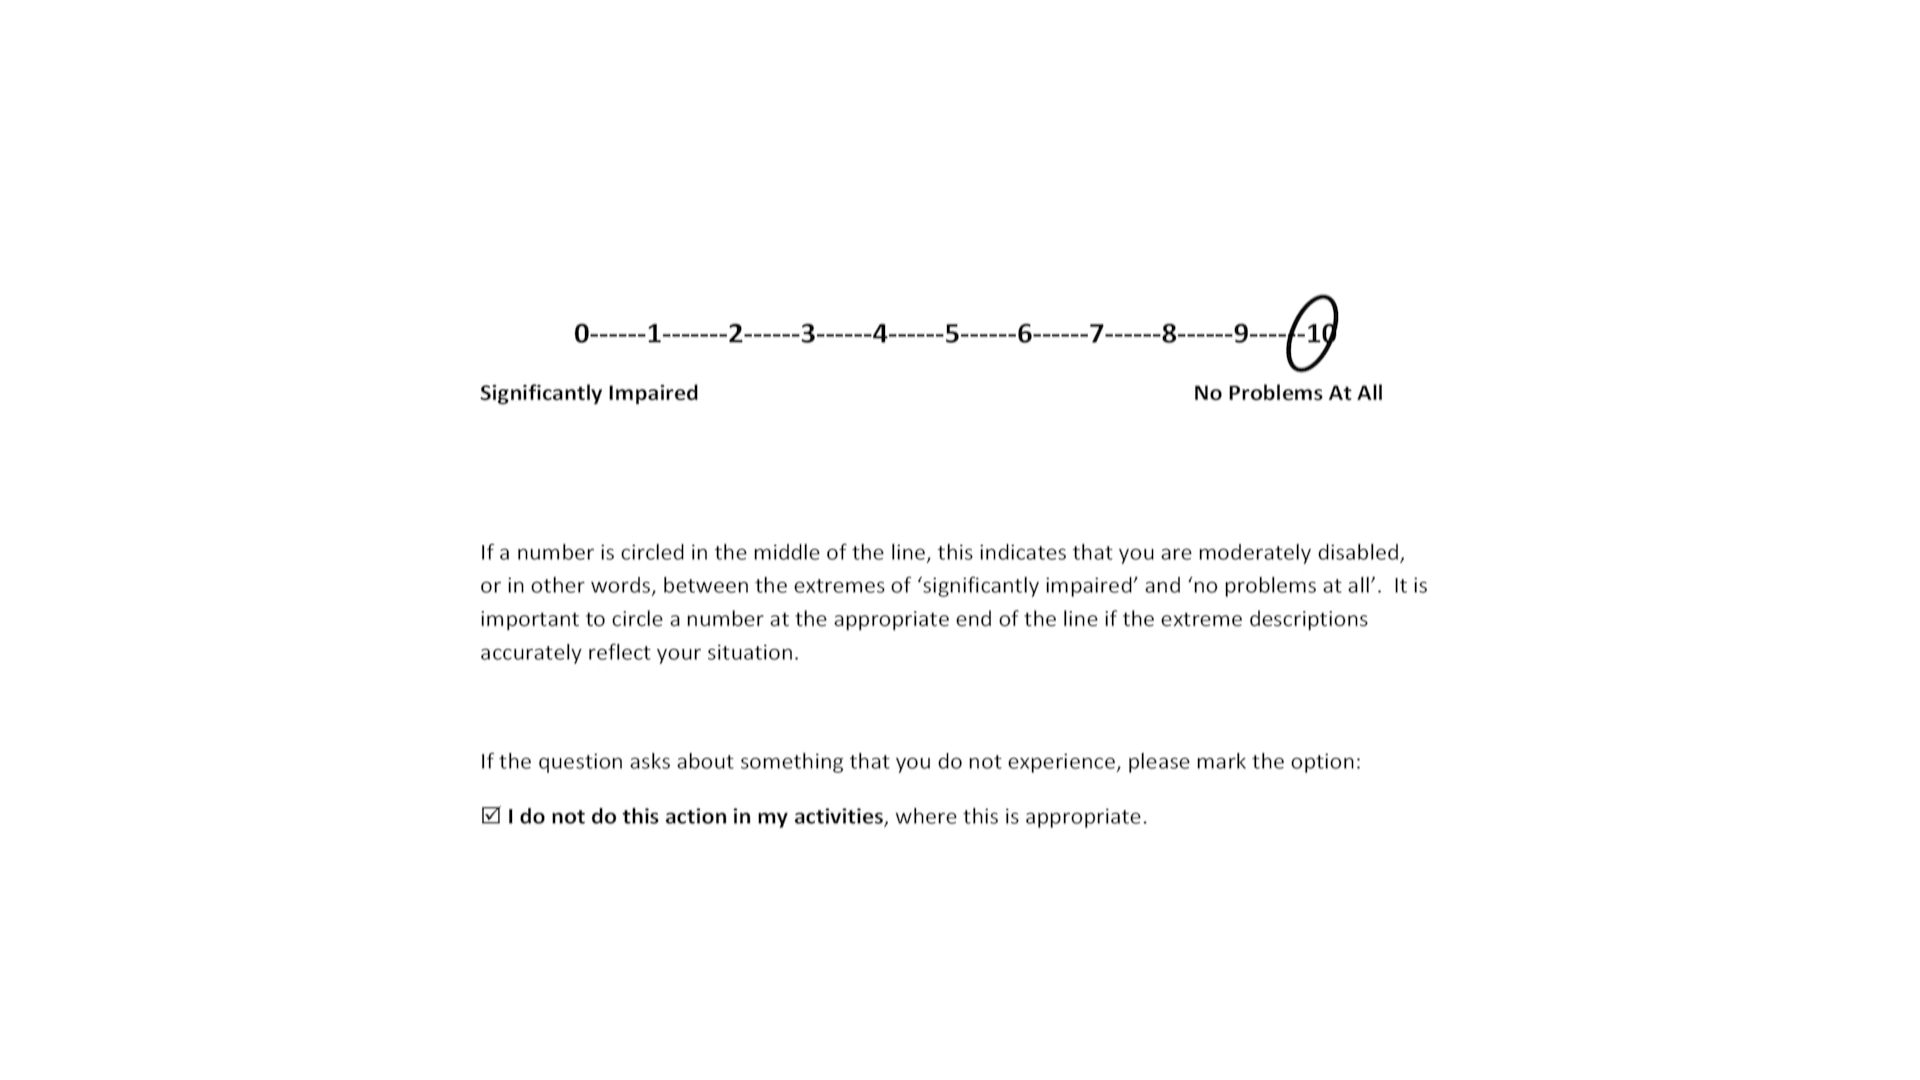 0------1-------2------3------4------5------6------7------8------9------10
Significantly Impaired No Problems At All
If a number is circled in the middle of the line, this indicates that you are moderately disabled,
or in other words, between the extremes of ‘significantly impaired’ and ‘no problems at all’.  It is
important to circle a number at the appropriate end of the line if the extreme descriptions
accurately reflect your situation.
If the question asks about something that you do not experience, please mark the option:
☑ I do not do this action in my activities, where this is appropriate.